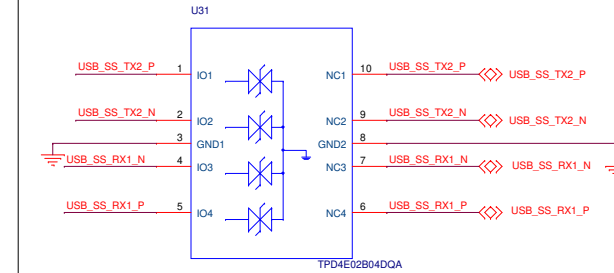 U31
USB_SS_TX2_P 1 IO1 NC1 10 USB_SS_TX2_P USB_SS_TX2_P
USB_SS_TX2_N 2 IO2 NC2 9 USB_SS_TX2_N USB_SS_TX2_N
3 GND1 GND2 8
USB_SS_RX1_N 4 IO3 NC3 7 USB_SS_RX1_N USB_SS_RX1_N
USB_SS_RX1_P 5 IO4 NC4 6 USB_SS_RX1_P USB_SS_RX1_P
TPD4E02B04DQA